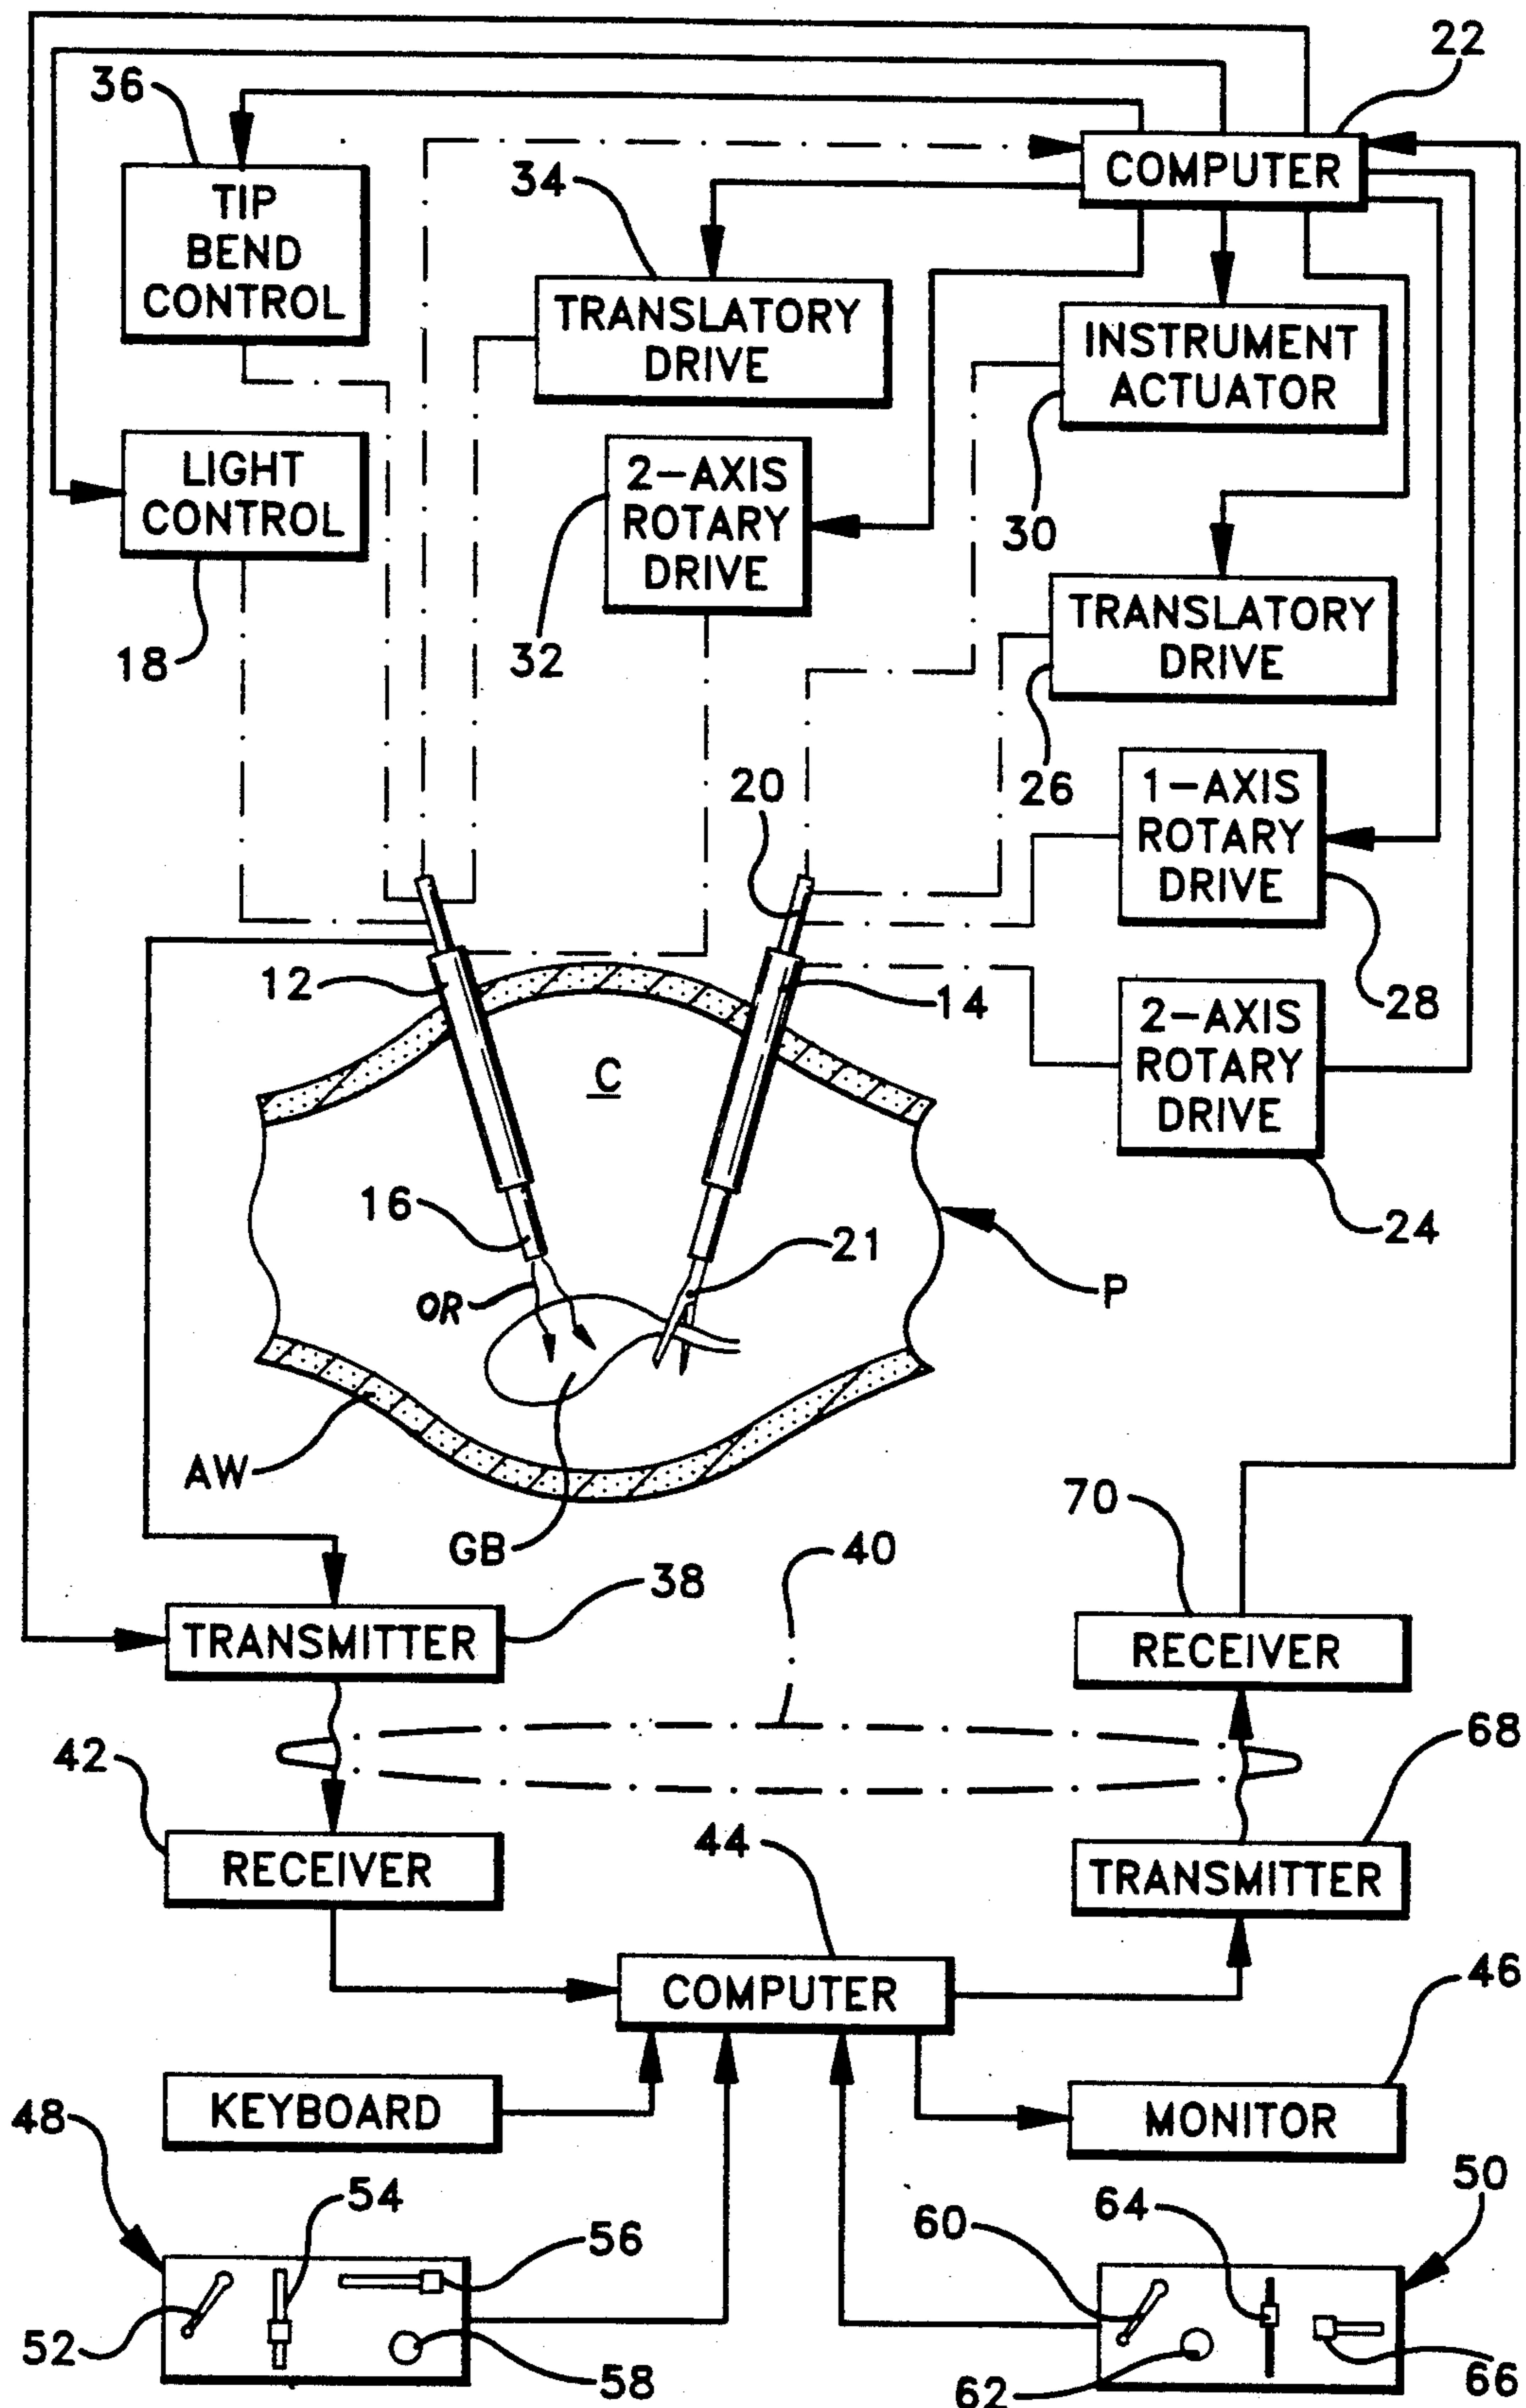 22
36
COMPUTER
34
TIP
BEND
CONTROL
TRANSLATORY
DRIVE
INSTRUMENT
ACTUATOR
LIGHT
CONTROL
2-AXIS
ROTARY
DRIVE
30
18
32
TRANSLATORY
DRIVE
26
20
1-AXIS
ROTARY
DRIVE
12
14
28
C
2-AXIS
ROTARY
DRIVE
16
21
24
OR
P
AW
GB
70
40
38
TRANSMITTER
RECEIVER
42
68
44
RECEIVER
TRANSMITTER
COMPUTER
46
KEYBOARD
MONITOR
48
50
54
64
60
56
52
58
62
66